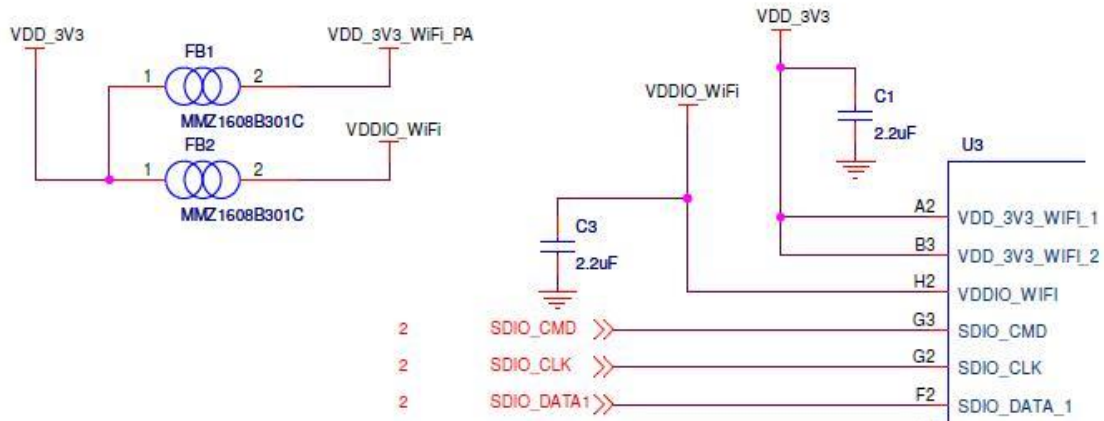 VDD_3V3
VDD_3V3_WiFi_PA
FB1
1
2
MMZ1608B301C
VDDIO_WiFi
FB2
1
2
MMZ1608B301C
VDD_3V3
VDDIO_WiFi
C1
2.2uF
U3
C3
2.2uF
A2 VDD_3V3_WIFI_1
B3 VDD_3V3_WIFI_2
H2 VDDIO_WIFI
2 SDIO_CMD G3 SDIO_CMD
2 SDIO_CLK G2 SDIO_CLK
2 SDIO_DATA1 F2 SDIO_DATA_1